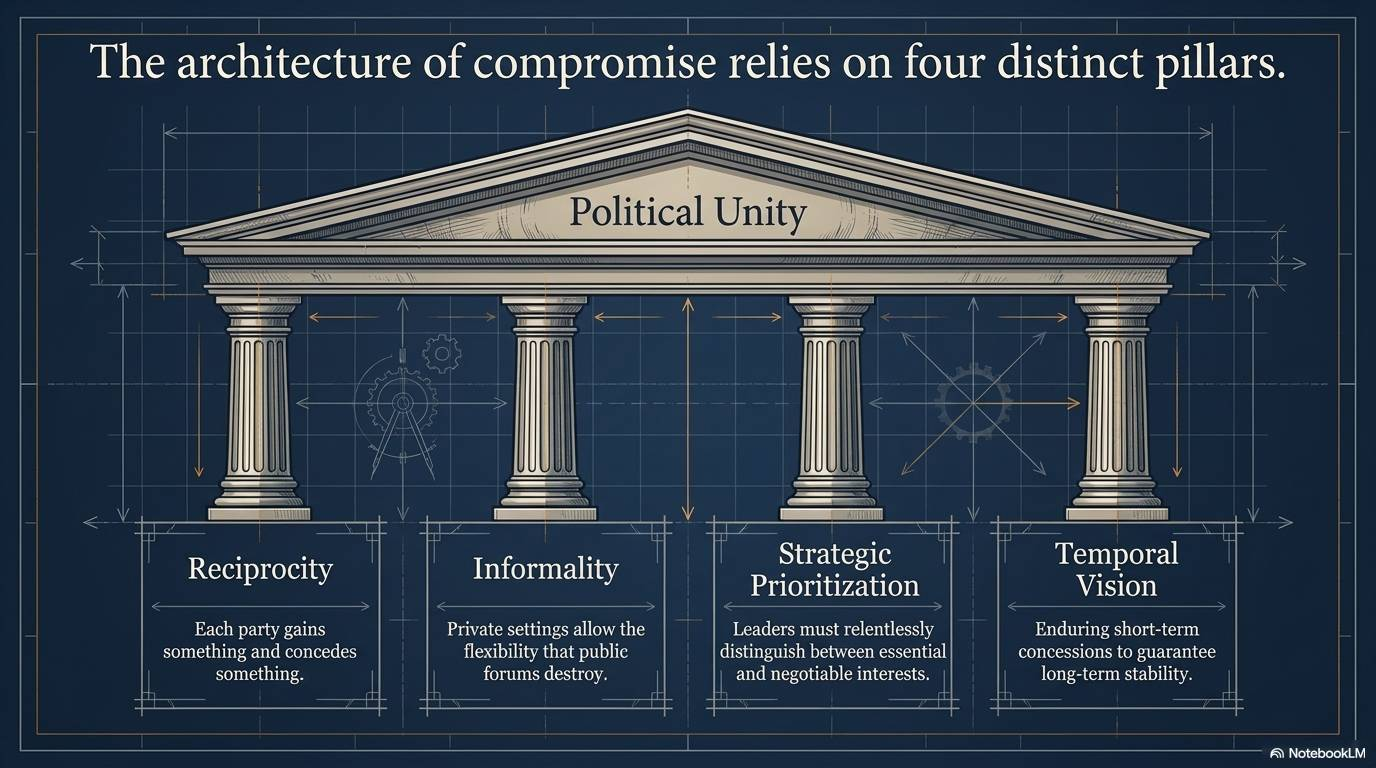 The architecture of compromise relies on four distinct pillars.
Political Unity
Reciprocity
Each party gains
something and concedes
something.
Informality
Private settings allow the
flexibility that public
forums destroy.
Strategic
Prioritization
Leaders must relentlessly
distinguish between essential
and negotiable interests.
Temporal
Vision
Enduring short-term
concessions to guarantee
long-term stability.
NotebookLM